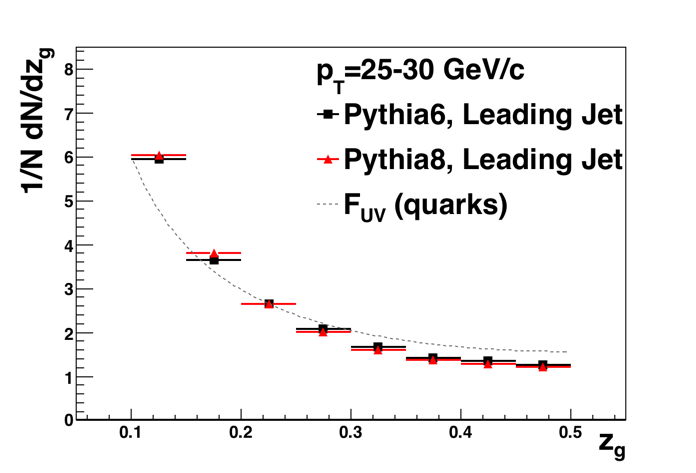 1/N dN/dz_g
8
7
6
5
4
3
2
1
0
p_T=25-30 GeV/c
Pythia6, Leading Jet
Pythia8, Leading Jet
F_UV (quarks)
0.1 0.2 0.3 0.4 0.5
z_g